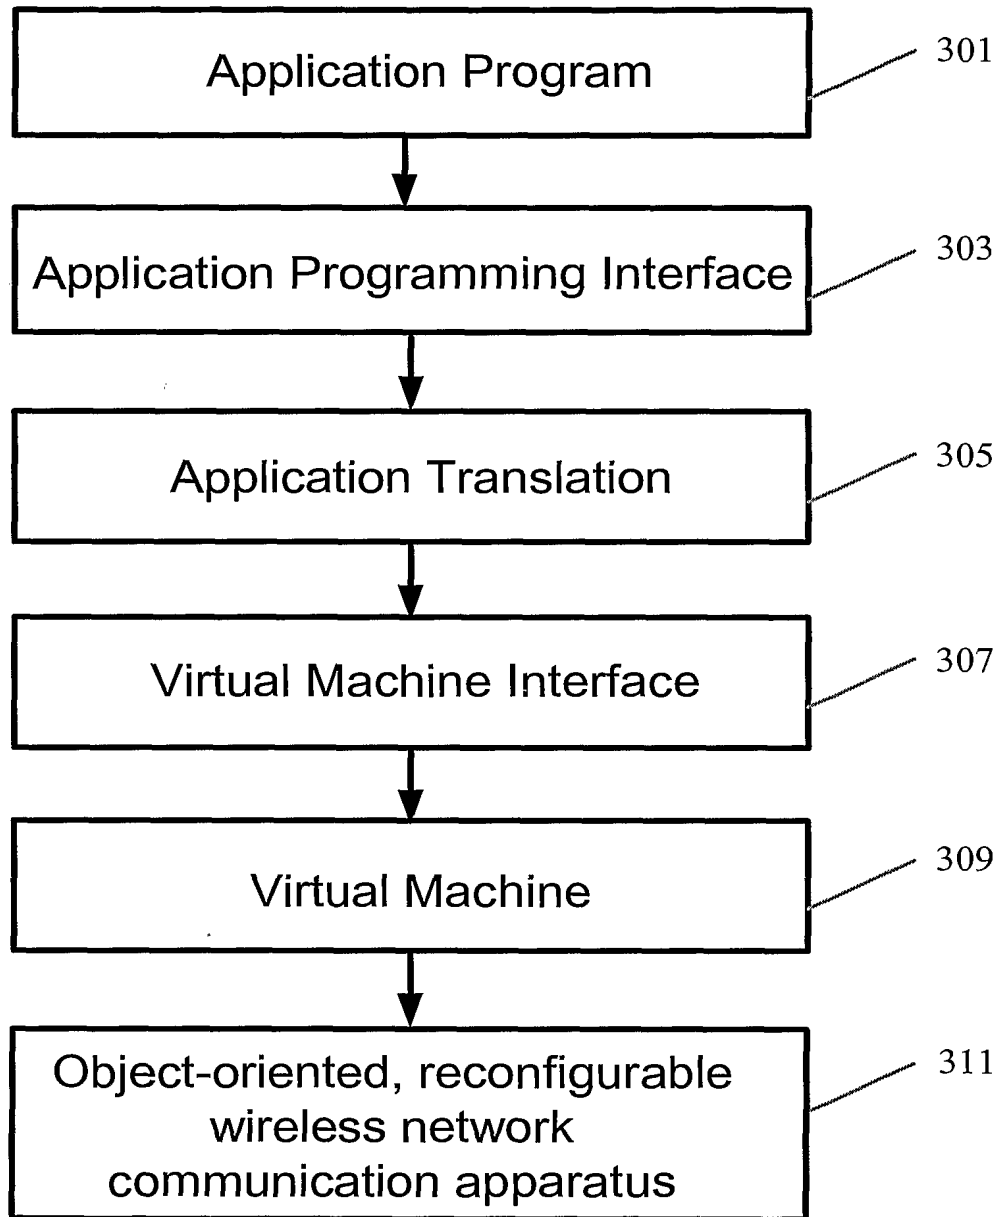 Application Program
301
Application Programming Interface
303
Application Translation
305
Virtual Machine Interface
307
Virtual Machine
309
Object-oriented, reconfigurable
wireless network
communication apparatus
311